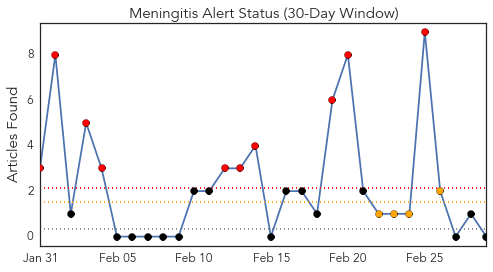 Meningitis Alert Status (30-Day Window)
Articles Found
8
6
4
2
0
Jan 31 Feb 05 Feb 10 Feb 15 Feb 20 Feb 25